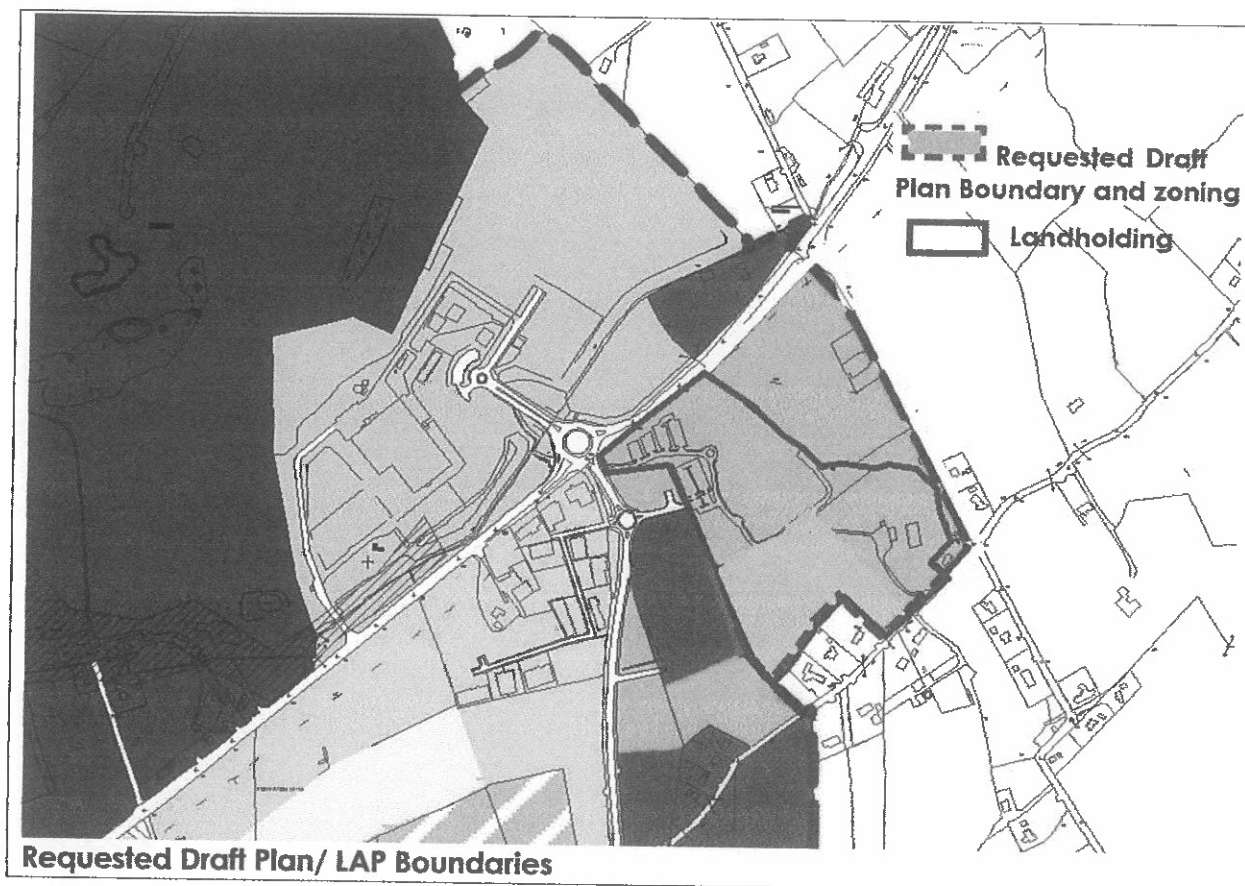 Requested Draft
Plan Boundary and zoning
Landholding
Requested Draft Plan/ LAP Boundaries